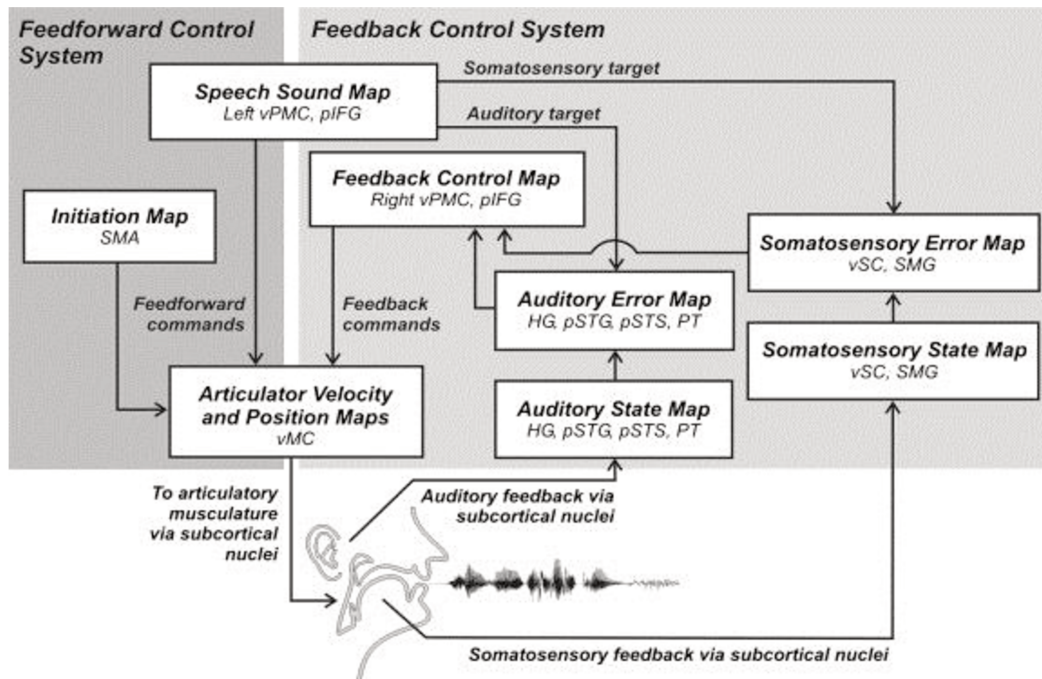 Feedforward Control
System
Feedback Control System
Somatosensory target
Speech Sound Map
Left vPMC, pIFG
Auditory target
Feedback Control Map
Right vPMC, pIFG
Initiation Map
SMA
Somatosensory Error Map
vSC, SMG
Feedforward
commands
Feedback
commands
Auditory Error Map
HG, pSTG, pSTS, PT
Somatosensory State Map
vSC, SMG
Articulator Velocity
and Position Maps
vMC
Auditory State Map
HG, pSTG, pSTS, PT
To articulatory
musculature
via subcortical
nuclei
Auditory feedback via
subcortical nuclei
Somatosensory feedback via subcortical nuclei